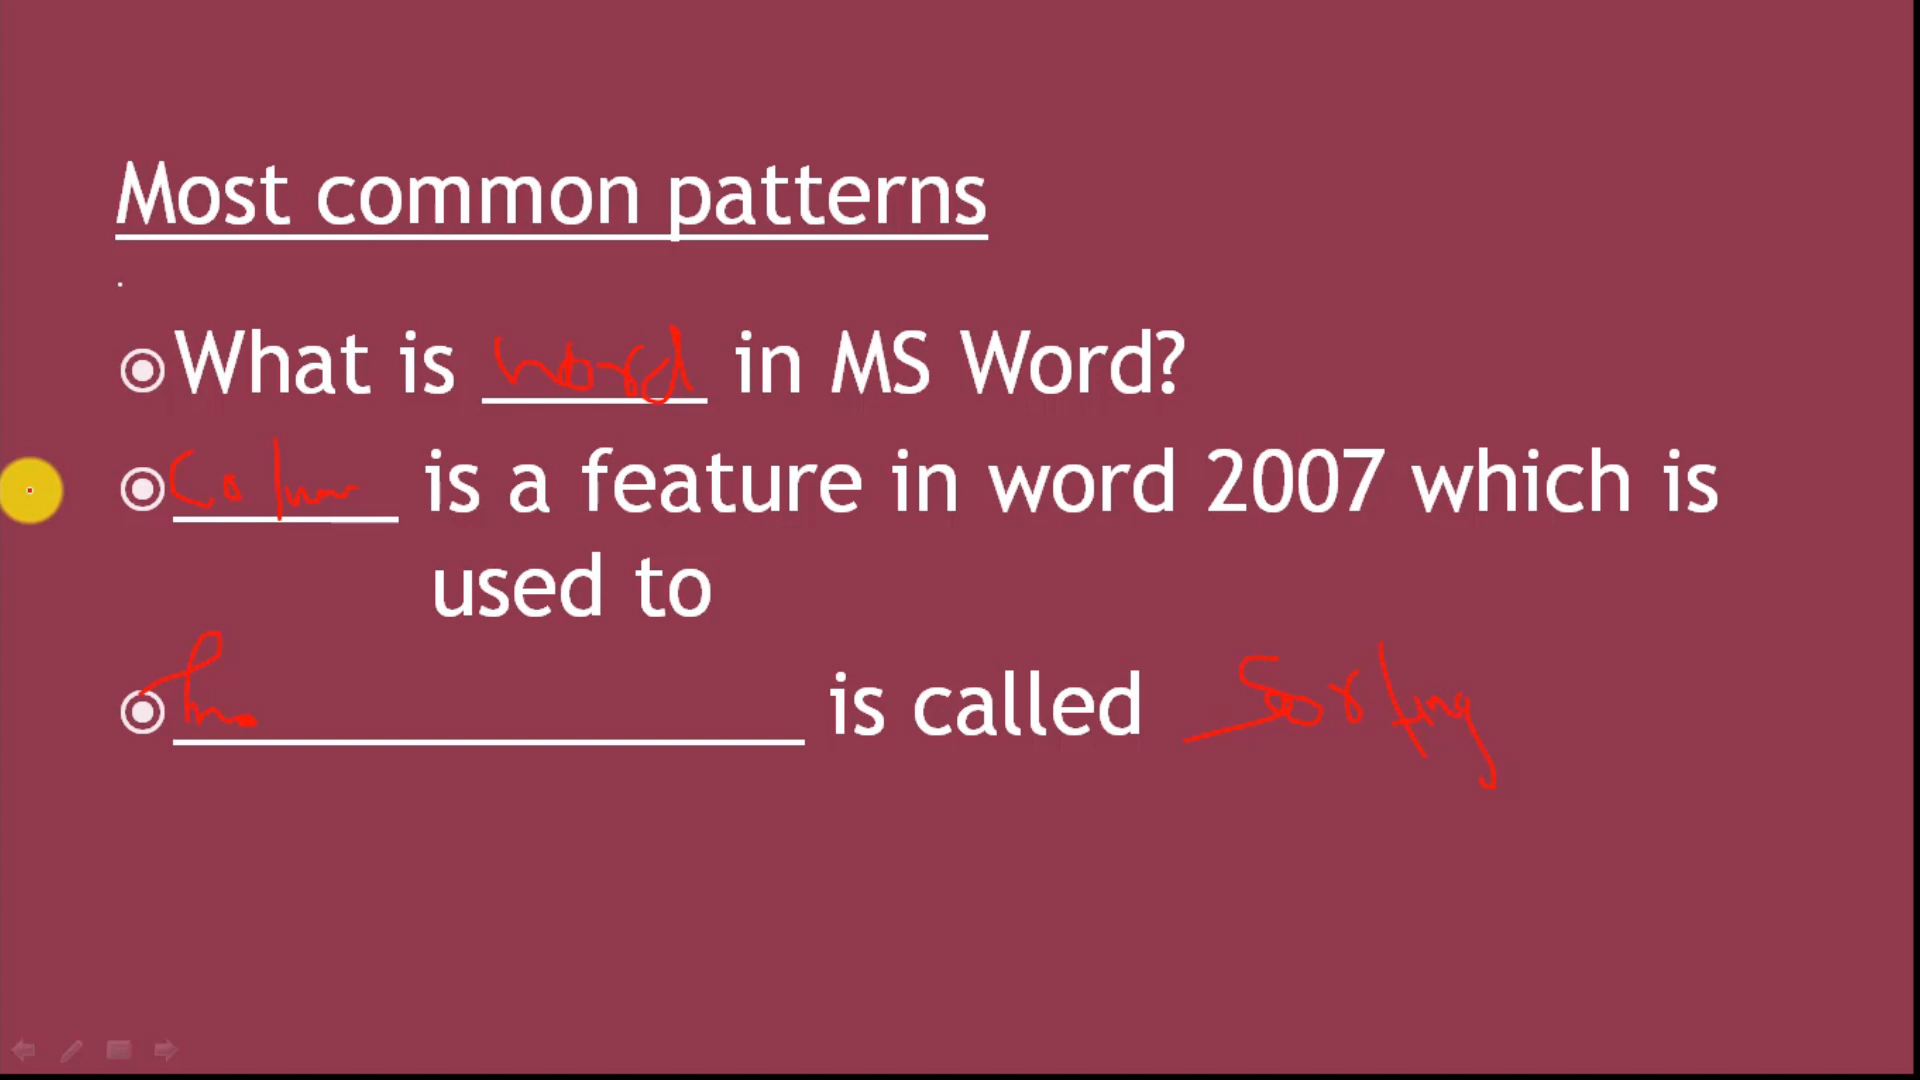 Most common patterns
What is word in MS Word?
Colum is a feature in word 2007 which is
used to
is called Sorting